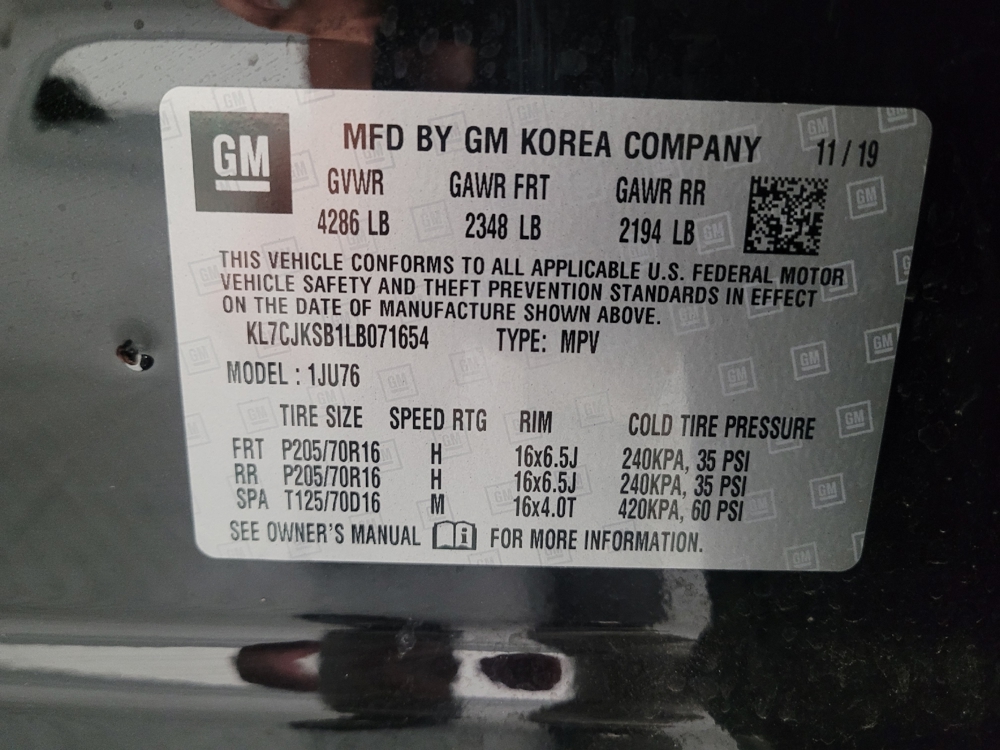 GM
MFD BY GM KOREA COMPANY 11 / 19
GVWR GAWR FRT GAWR RR
4286 LB 2348 LB 2194 LB
THIS VEHICLE CONFORMS TO ALL APPLICABLE U.S. FEDERAL MOTOR
VEHICLE SAFETY AND THEFT PREVENTION STANDARDS IN EFFECT
ON THE DATE OF MANUFACTURE SHOWN ABOVE.
KL7CJKSB1LB071654 TYPE: MPV
MODEL : 1JU76
TIRE SIZE SPEED RTG RIM COLD TIRE PRESSURE
FRT P205/70R16 H 16x6.5J 240KPA, 35 PSI
RR P205/70R16 H 16x6.5J 240KPA, 35 PSI
SPA T125/70D16 M 16x4.0T 420KPA, 60 PSI
SEE OWNER'S MANUAL FOR MORE INFORMATION.